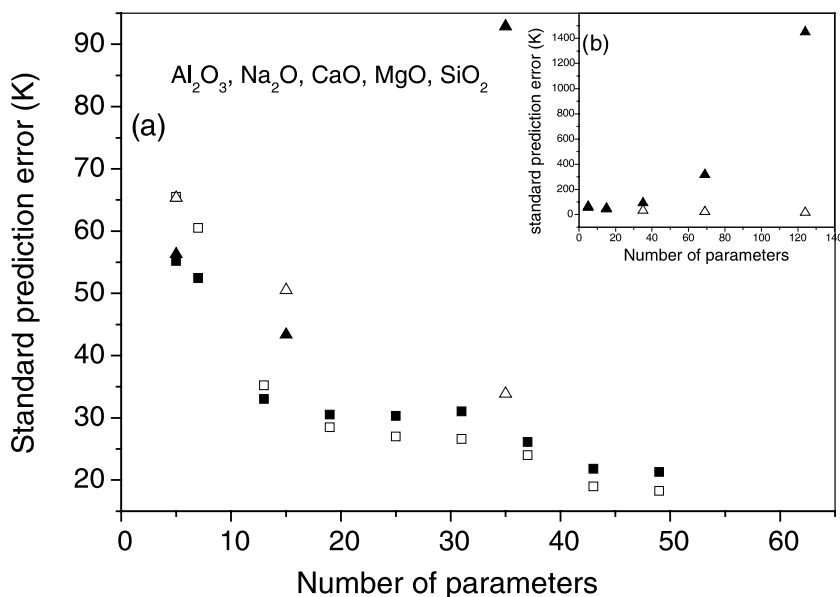 90
80
70
60
50
40
30
20
Standard prediction error (K)
Al₂O₃, Na₂O, CaO, MgO, SiO₂
(a)
0 10 20 30 40 50 60
Number of parameters
(b)
1400
1200
1000
800
600
400
200
0
standard prediction error (K)
0 20 40 60 80 100 120 140
Number of parameters